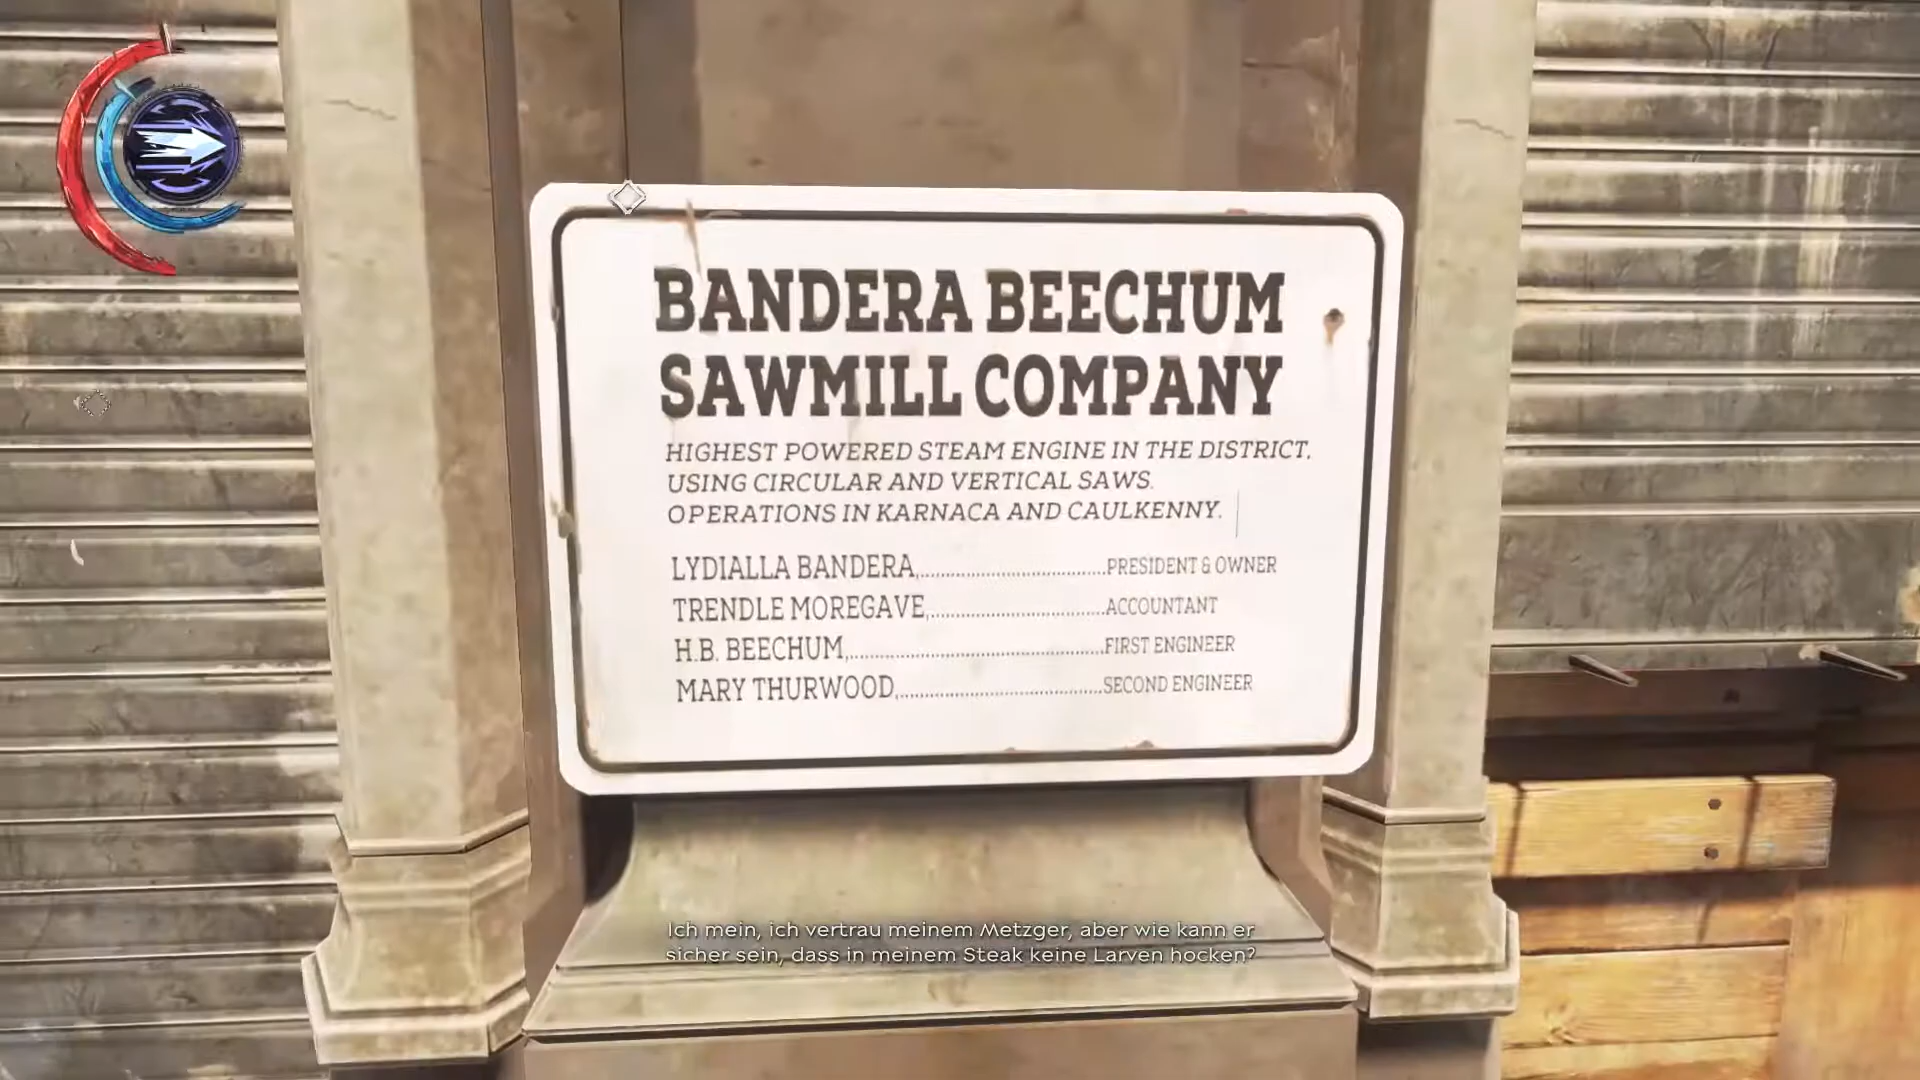 BANDERA BEECHUM
SAWMILL COMPANY
HIGHEST POWERED STEAM ENGINE IN THE DISTRICT,
USING CIRCULAR AND VERTICAL SAWS.
OPERATIONS IN KARNACA AND CAULKENNY.
LYDIALLA BANDERA,..................................PRESIDENT & OWNER
TRENDLE MOREGAVE,................................ACCOUNTANT
H.B. BEECHUM,..............................................FIRST ENGINEER
MARY THURWOOD,.....................................SECOND ENGINEER
Ich mein, ich vertrau meinem Metzger, aber wie kann er
sicher sein, dass in meinem Steak keine Larven hocken?